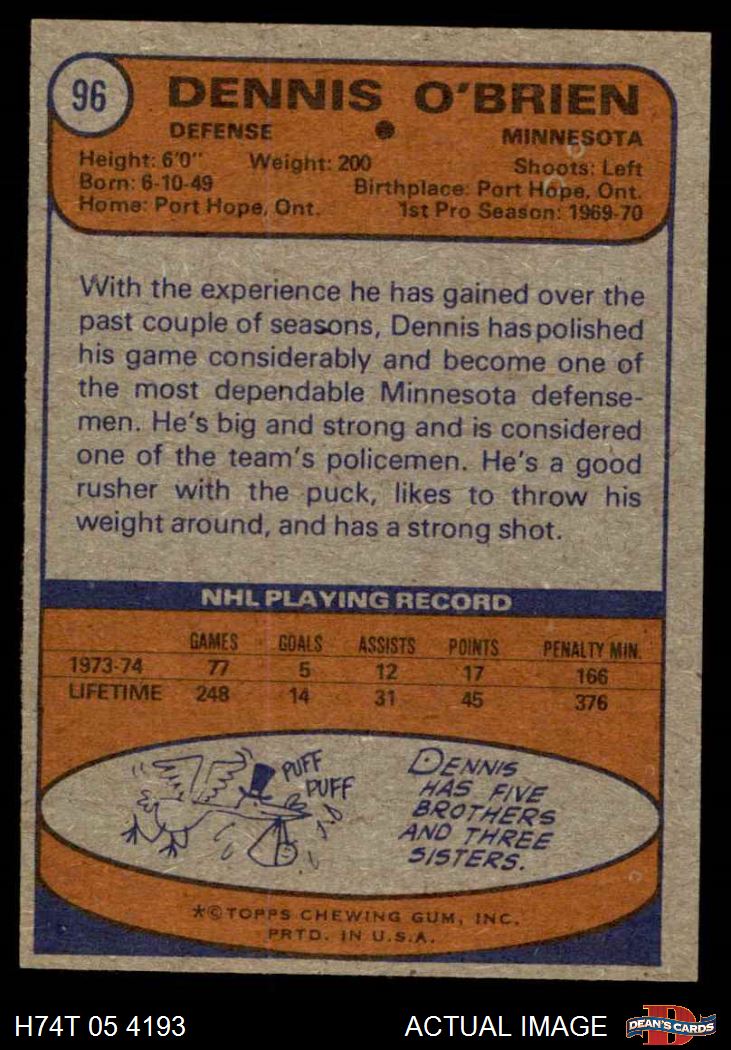 96
DENNIS O'BRIEN
DEFENSE
MINNESOTA
Height: 6'0" Weight: 200 Shoots: Left
Born: 6-10-49 Birthplace: Port Hope, Ont.
Home: Port Hope, Ont. 1st Pro Season: 1969-70
With the experience he has gained over the
past couple of seasons, Dennis has polished
his game considerably and become one of
the most dependable Minnesota defense-
men. He's big and strong and is considered
one of the team's policemen. He's a good
rusher with the puck, likes to throw his
weight around, and has a strong shot.
NHL PLAYING RECORD
GAMES GOALS ASSISTS POINTS PENALTY MIN.
1973-74 77 5 12 17 166
LIFETIME 248 14 31 45 376
PUFF
PUFF
DENNIS
HAS FIVE
BROTHERS
AND THREE
SISTERS.
*© TOPPS CHEWING GUM, INC.
PRTD. IN U.S.A.
H74T 05 4193 ACTUAL IMAGE
DEAN'S CARDS